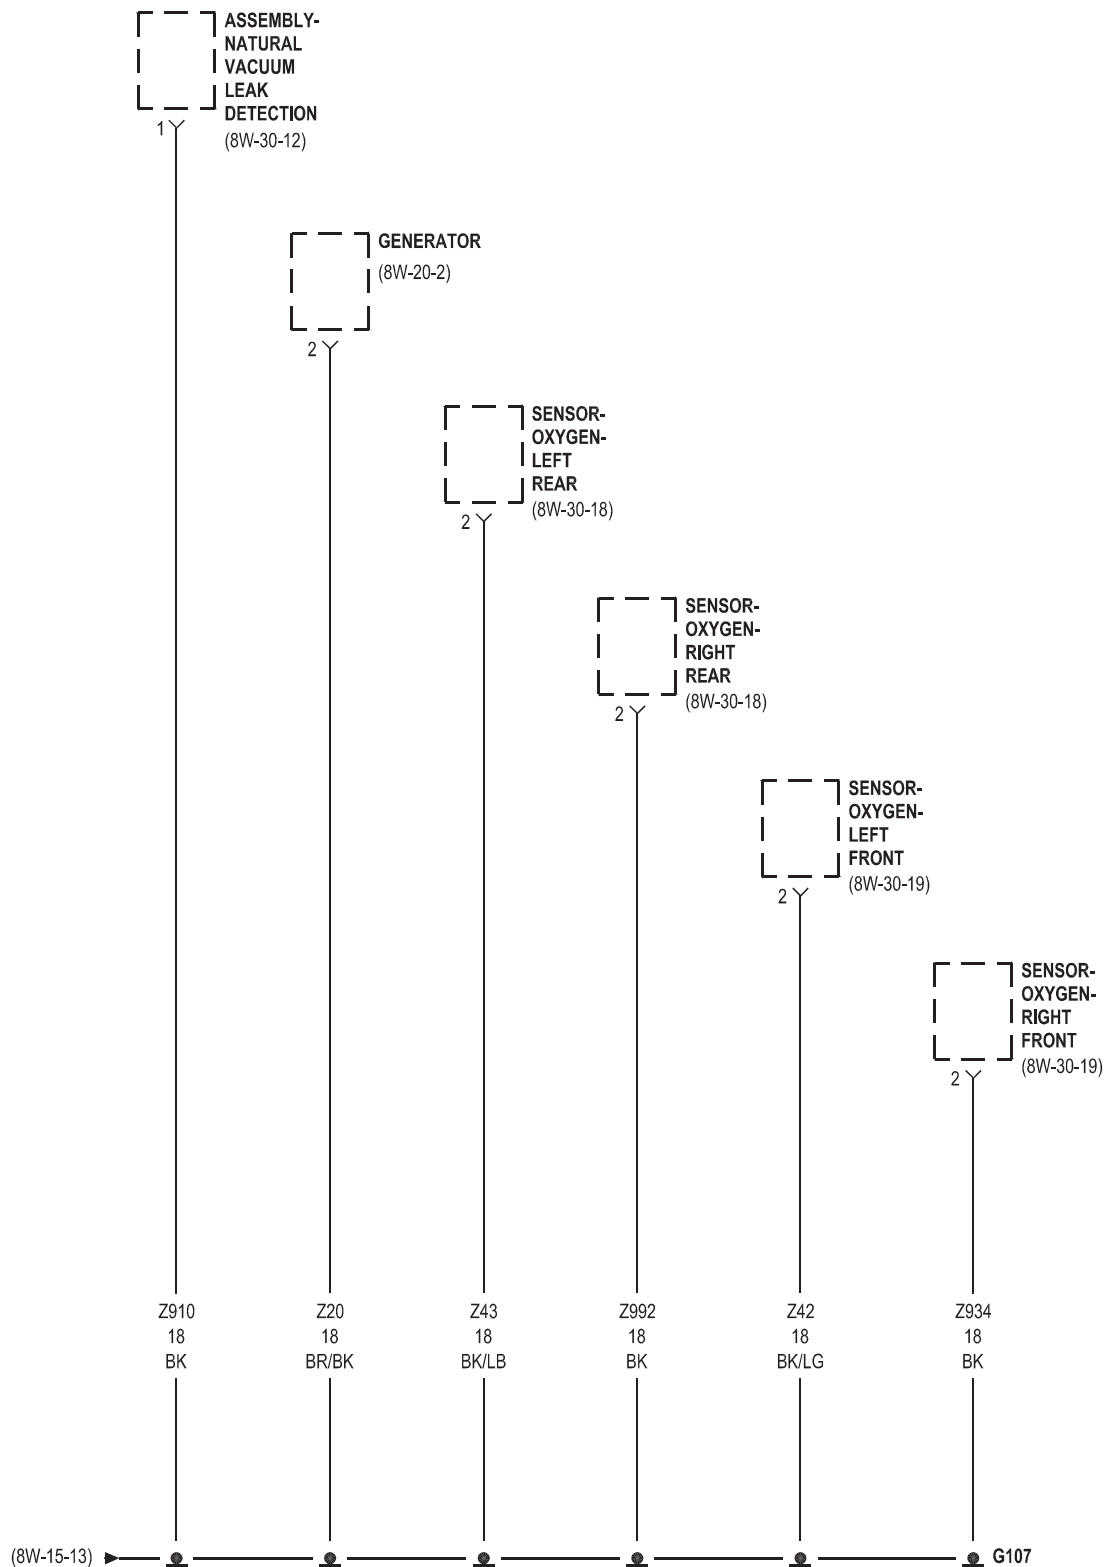 ASSEMBLY-
NATURAL
VACUUM
LEAK
DETECTION
(8W-30-12)
1
GENERATOR
(8W-20-2)
2
SENSOR-
OXYGEN-
LEFT
REAR
(8W-30-18)
2
SENSOR-
OXYGEN-
RIGHT
REAR
(8W-30-18)
2
SENSOR-
OXYGEN-
LEFT
FRONT
(8W-30-19)
2
SENSOR-
OXYGEN-
RIGHT
FRONT
(8W-30-19)
2
Z910 Z20 Z43 Z992 Z42 Z934
18 18 18 18 18 18
BK BR/BK BK/LB BK BK/LG BK
(8W-15-13) G107